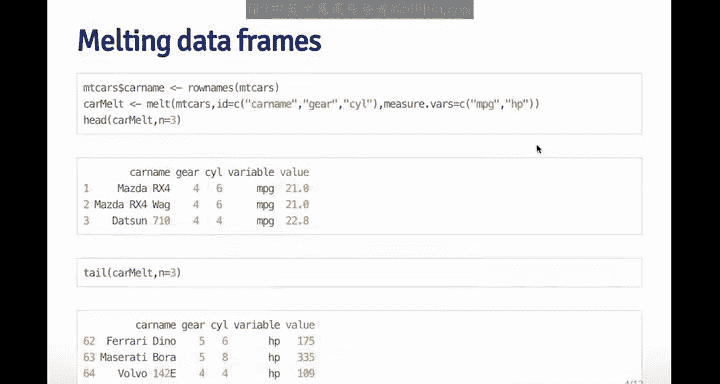 Melting data frames
mtcars$carname <- rownames(mtcars)
carMelt <- melt(mtcars,id=c("carname","gear","cyl"),measure.vars=c("mpg","hp"))
head(carMelt,n=3)
carname gear cyl variable value
1 Mazda RX4 4 6 mpg 21.0
2 Mazda RX4 Wag 4 6 mpg 21.0
3 Datsun 710 4 4 mpg 22.8
tail(carMelt,n=3)
carname gear cyl variable value
62 Ferrari Dino 5 6 hp 175
63 Maserati Bora 5 8 hp 335
64 Volvo 142E 4 4 hp 109